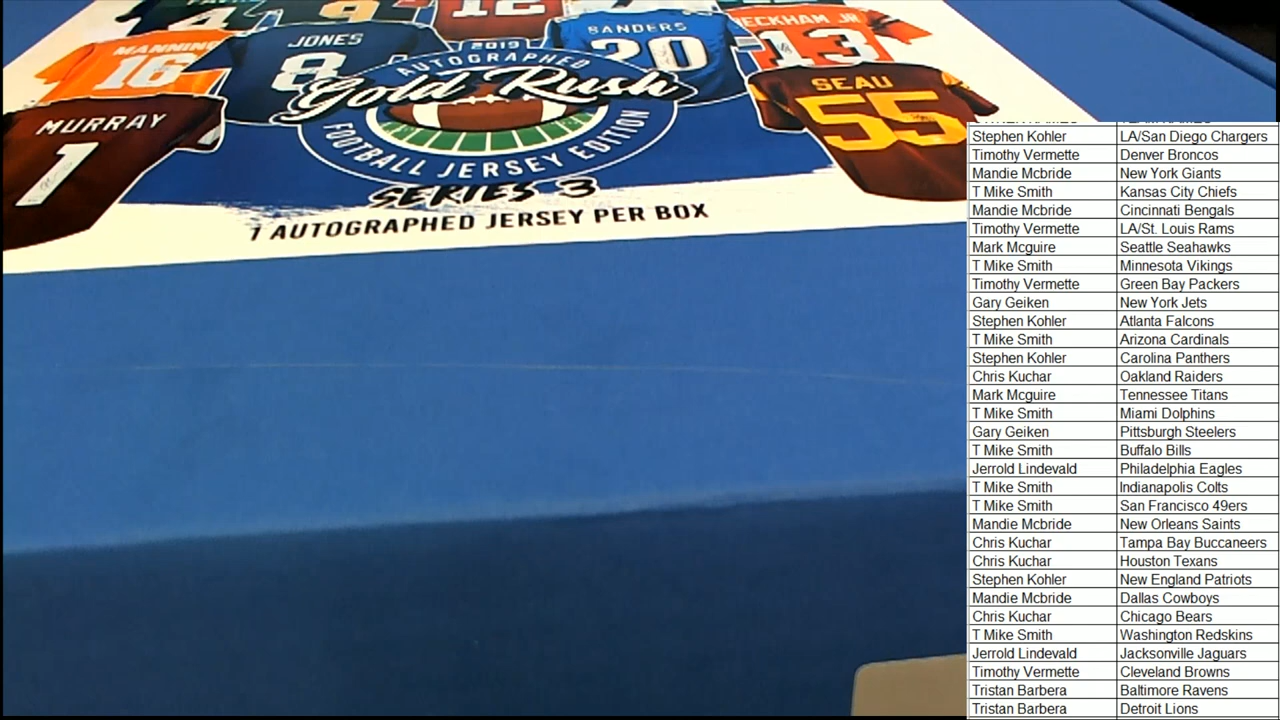 4
9
12
MANNING
16
JONES
8
SANDERS
20
BECKHAM JR
13
MURRAY
1
SEAU
55
2019
AUTOGRAPHED
Gold Rush
FOOTBALL JERSEY EDITION
SERIES 3
1 AUTOGRAPHED JERSEY PER BOX
Stephen Kohler LA/San Diego Chargers
Timothy Vermette Denver Broncos
Mandie Mcbride New York Giants
T Mike Smith Kansas City Chiefs
Mandie Mcbride Cincinnati Bengals
Timothy Vermette LA/St. Louis Rams
Mark Mcguire Seattle Seahawks
T Mike Smith Minnesota Vikings
Timothy Vermette Green Bay Packers
Gary Geiken New York Jets
Stephen Kohler Atlanta Falcons
T Mike Smith Arizona Cardinals
Stephen Kohler Carolina Panthers
Chris Kuchar Oakland Raiders
Mark Mcguire Tennessee Titans
T Mike Smith Miami Dolphins
Gary Geiken Pittsburgh Steelers
T Mike Smith Buffalo Bills
Jerrold Lindevald Philadelphia Eagles
T Mike Smith Indianapolis Colts
T Mike Smith San Francisco 49ers
Mandie Mcbride New Orleans Saints
Chris Kuchar Tampa Bay Buccaneers
Chris Kuchar Houston Texans
Stephen Kohler New England Patriots
Mandie Mcbride Dallas Cowboys
Chris Kuchar Chicago Bears
T Mike Smith Washington Redskins
Jerrold Lindevald Jacksonville Jaguars
Timothy Vermette Cleveland Browns
Tristan Barbera Baltimore Ravens
Tristan Barbera Detroit Lions